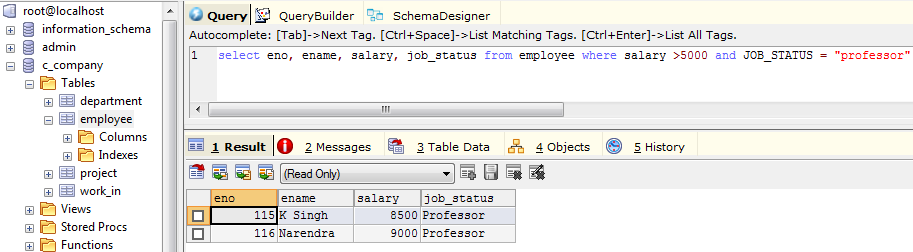 root@localhost
information_schema
admin
c_company
Tables
department
employee
Columns
Indexes
project
work_in
Views
Stored Procs
Functions
Query QueryBuilder SchemaDesigner
Autocomplete: [Tab]->Next Tag. [Ctrl+Space]->List Matching Tags. [Ctrl+Enter]->List All Tags.
1 select eno, ename, salary, job_status from employee where salary >5000 and JOB_STATUS = "professor"
1 Result 2 Messages 3 Table Data 4 Objects 5 History
(Read Only)
eno ename salary job_status
115 K Singh 8500 Professor
116 Narendra 9000 Professor